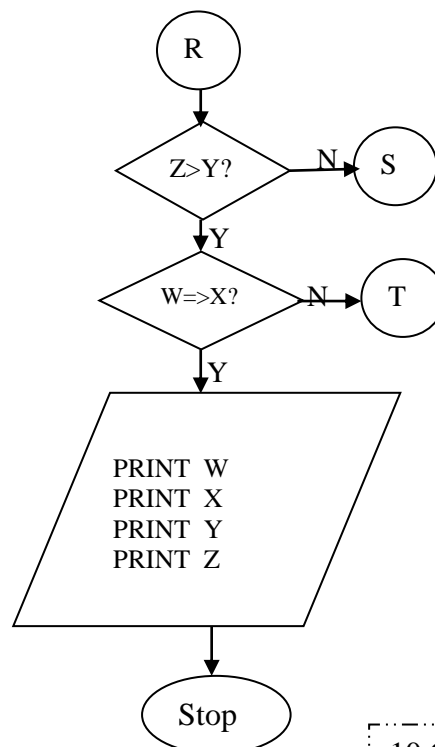 R
Z>Y?
N
S
Y
W=>X?
N
T
Y
PRINT W
PRINT X
PRINT Y
PRINT Z
Stop